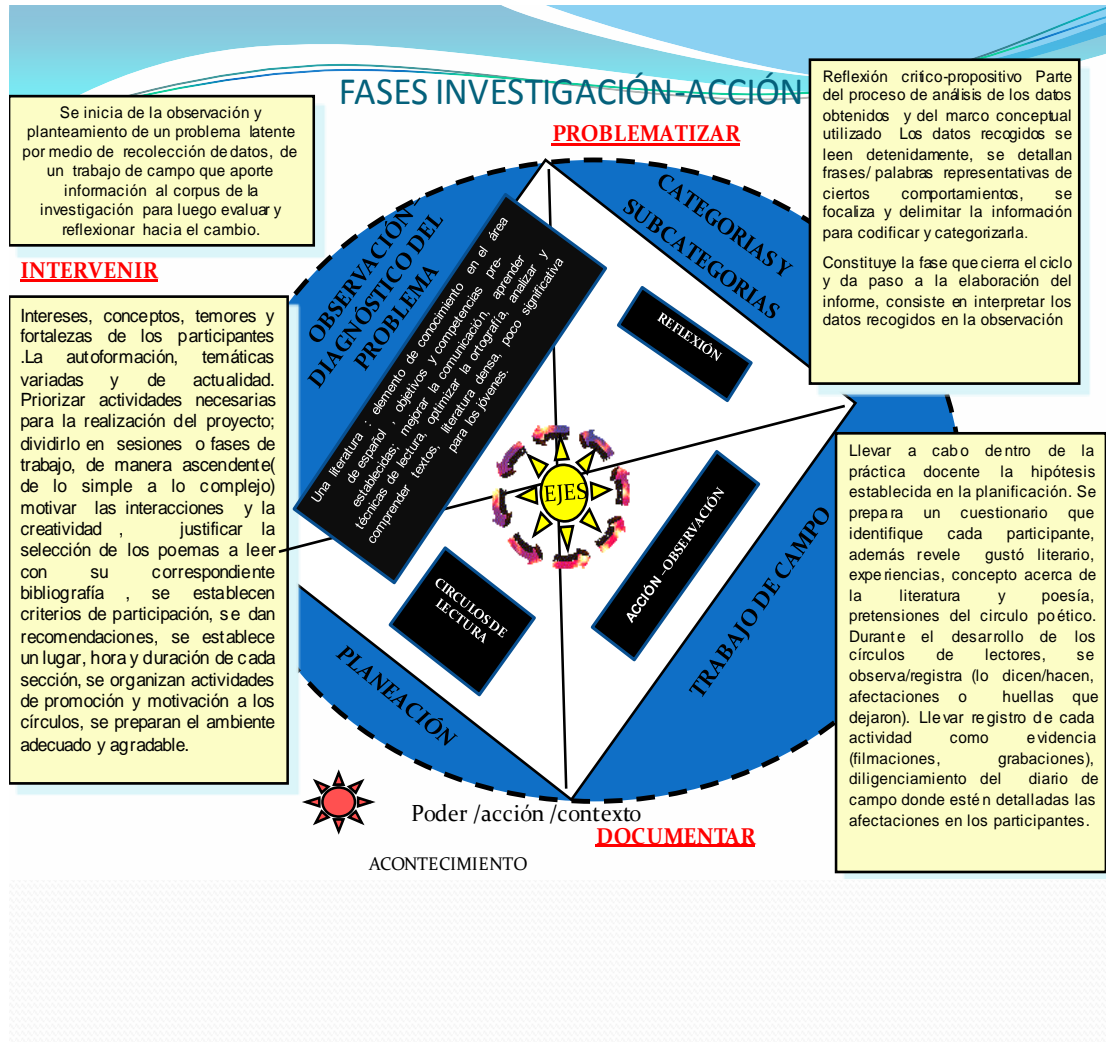 FASES INVESTIGACIÓN-ACCIÓN
PROBLEMATIZAR
Se inicia de la observación y
planteamiento de un problema latente
por medio de recolección de datos, de
un trabajo de campo que aporte
información al corpus de la
investigación para luego evaluar y
reflexionar hacia el cambio.
INTERVENIR
Intereses, conceptos, temores y
fortalezas de los participantes
.La autoformación, temáticas
variadas y de actualidad.
Priorizar actividades necesarias
para la realización del proyecto;
dividirlo en sesiones o fases de
trabajo, de manera ascendente(
de lo simple a lo complejo)
motivar las interacciones y la
creatividad , justificar la
selección de los poemas a leer
con su correspondiente
bibliografía , se establecen
criterios de participación, se dan
recomendaciones, se establece
un lugar, hora y duración de cada
sección, se organizan actividades
de promoción y motivación a los
círculos, se preparan el ambiente
adecuado y agradable.
OBSERVACIÓN
DIAGNÓSTICO DEL
PROBLEMA
Una literatura : elemento de conocimiento en el área
de español , objetivos y competencias pre-
establecidas; mejorar la comunicación, aprender
técnicas de lectura, optimizar la ortografía, analizar y
comprender textos, literatura densa, poco significativa
para los jóvenes.
CATEGORIAS Y
SUBCATEGORIAS
REFLEXIÓN
EJES
ACCIÓN -OBSERVACIÓN
CIRCULOS DE
LECTURA
PLANEACIÓN
TRABAJO DE CAMPO
Reflexión critico-propositivo Parte
del proceso de análisis de los datos
obtenidos y del marco conceptual
utilizado Los datos recogidos se
leen detenidamente, se detallan
frases/ palabras representativas de
ciertos comportamientos, se
focaliza y delimitar la información
para codificar y categorizarla.
Constituye la fase que cierra el ciclo
y da paso a la elaboración del
informe, consiste en interpretar los
datos recogidos en la observación
Llevar a cabo dentro de la
práctica docente la hipótesis
establecida en la planificación. Se
prepara un cuestionario que
identifique cada participante,
además revele gustó literario,
experiencias, concepto acerca de
la literatura y poesía,
pretensiones del circulo poético.
Durante el desarrollo de los
círculos de lectores, se
observa/registra (lo dicen/hacen,
afectaciones o huellas que
dejaron). Llevar registro de cada
actividad como evidencia
(filmaciones, grabaciones),
diligenciamiento del diario de
campo donde estén detalladas las
afectaciones en los participantes.
Poder /acción /contexto
DOCUMENTAR
ACONTECIMIENTO